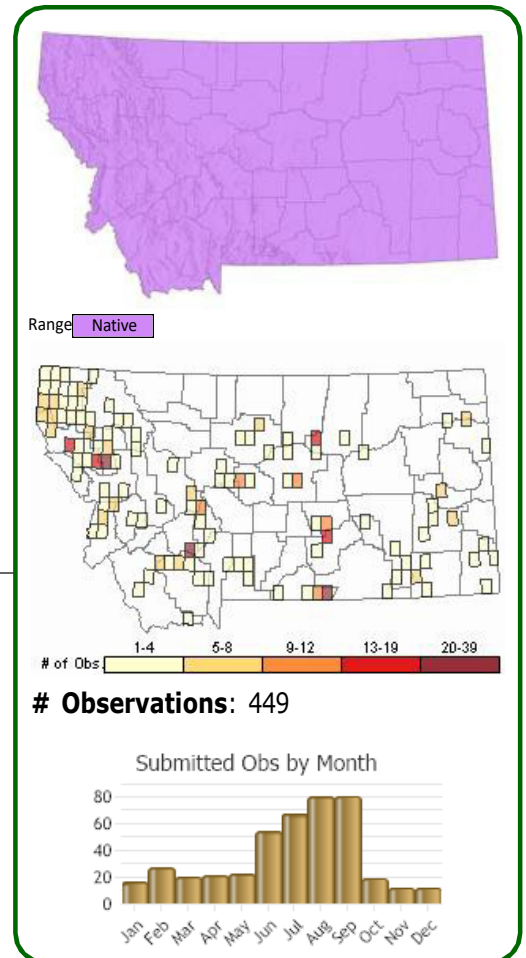 Range Native
1-4 5-8 9-12 13-19 20-39
# of Obs.
# Observations: 449
Submitted Obs by Month
80
60
40
20
0
Jan Feb Mar Apr May Jun Jul Aug Sep Oct Nov Dec